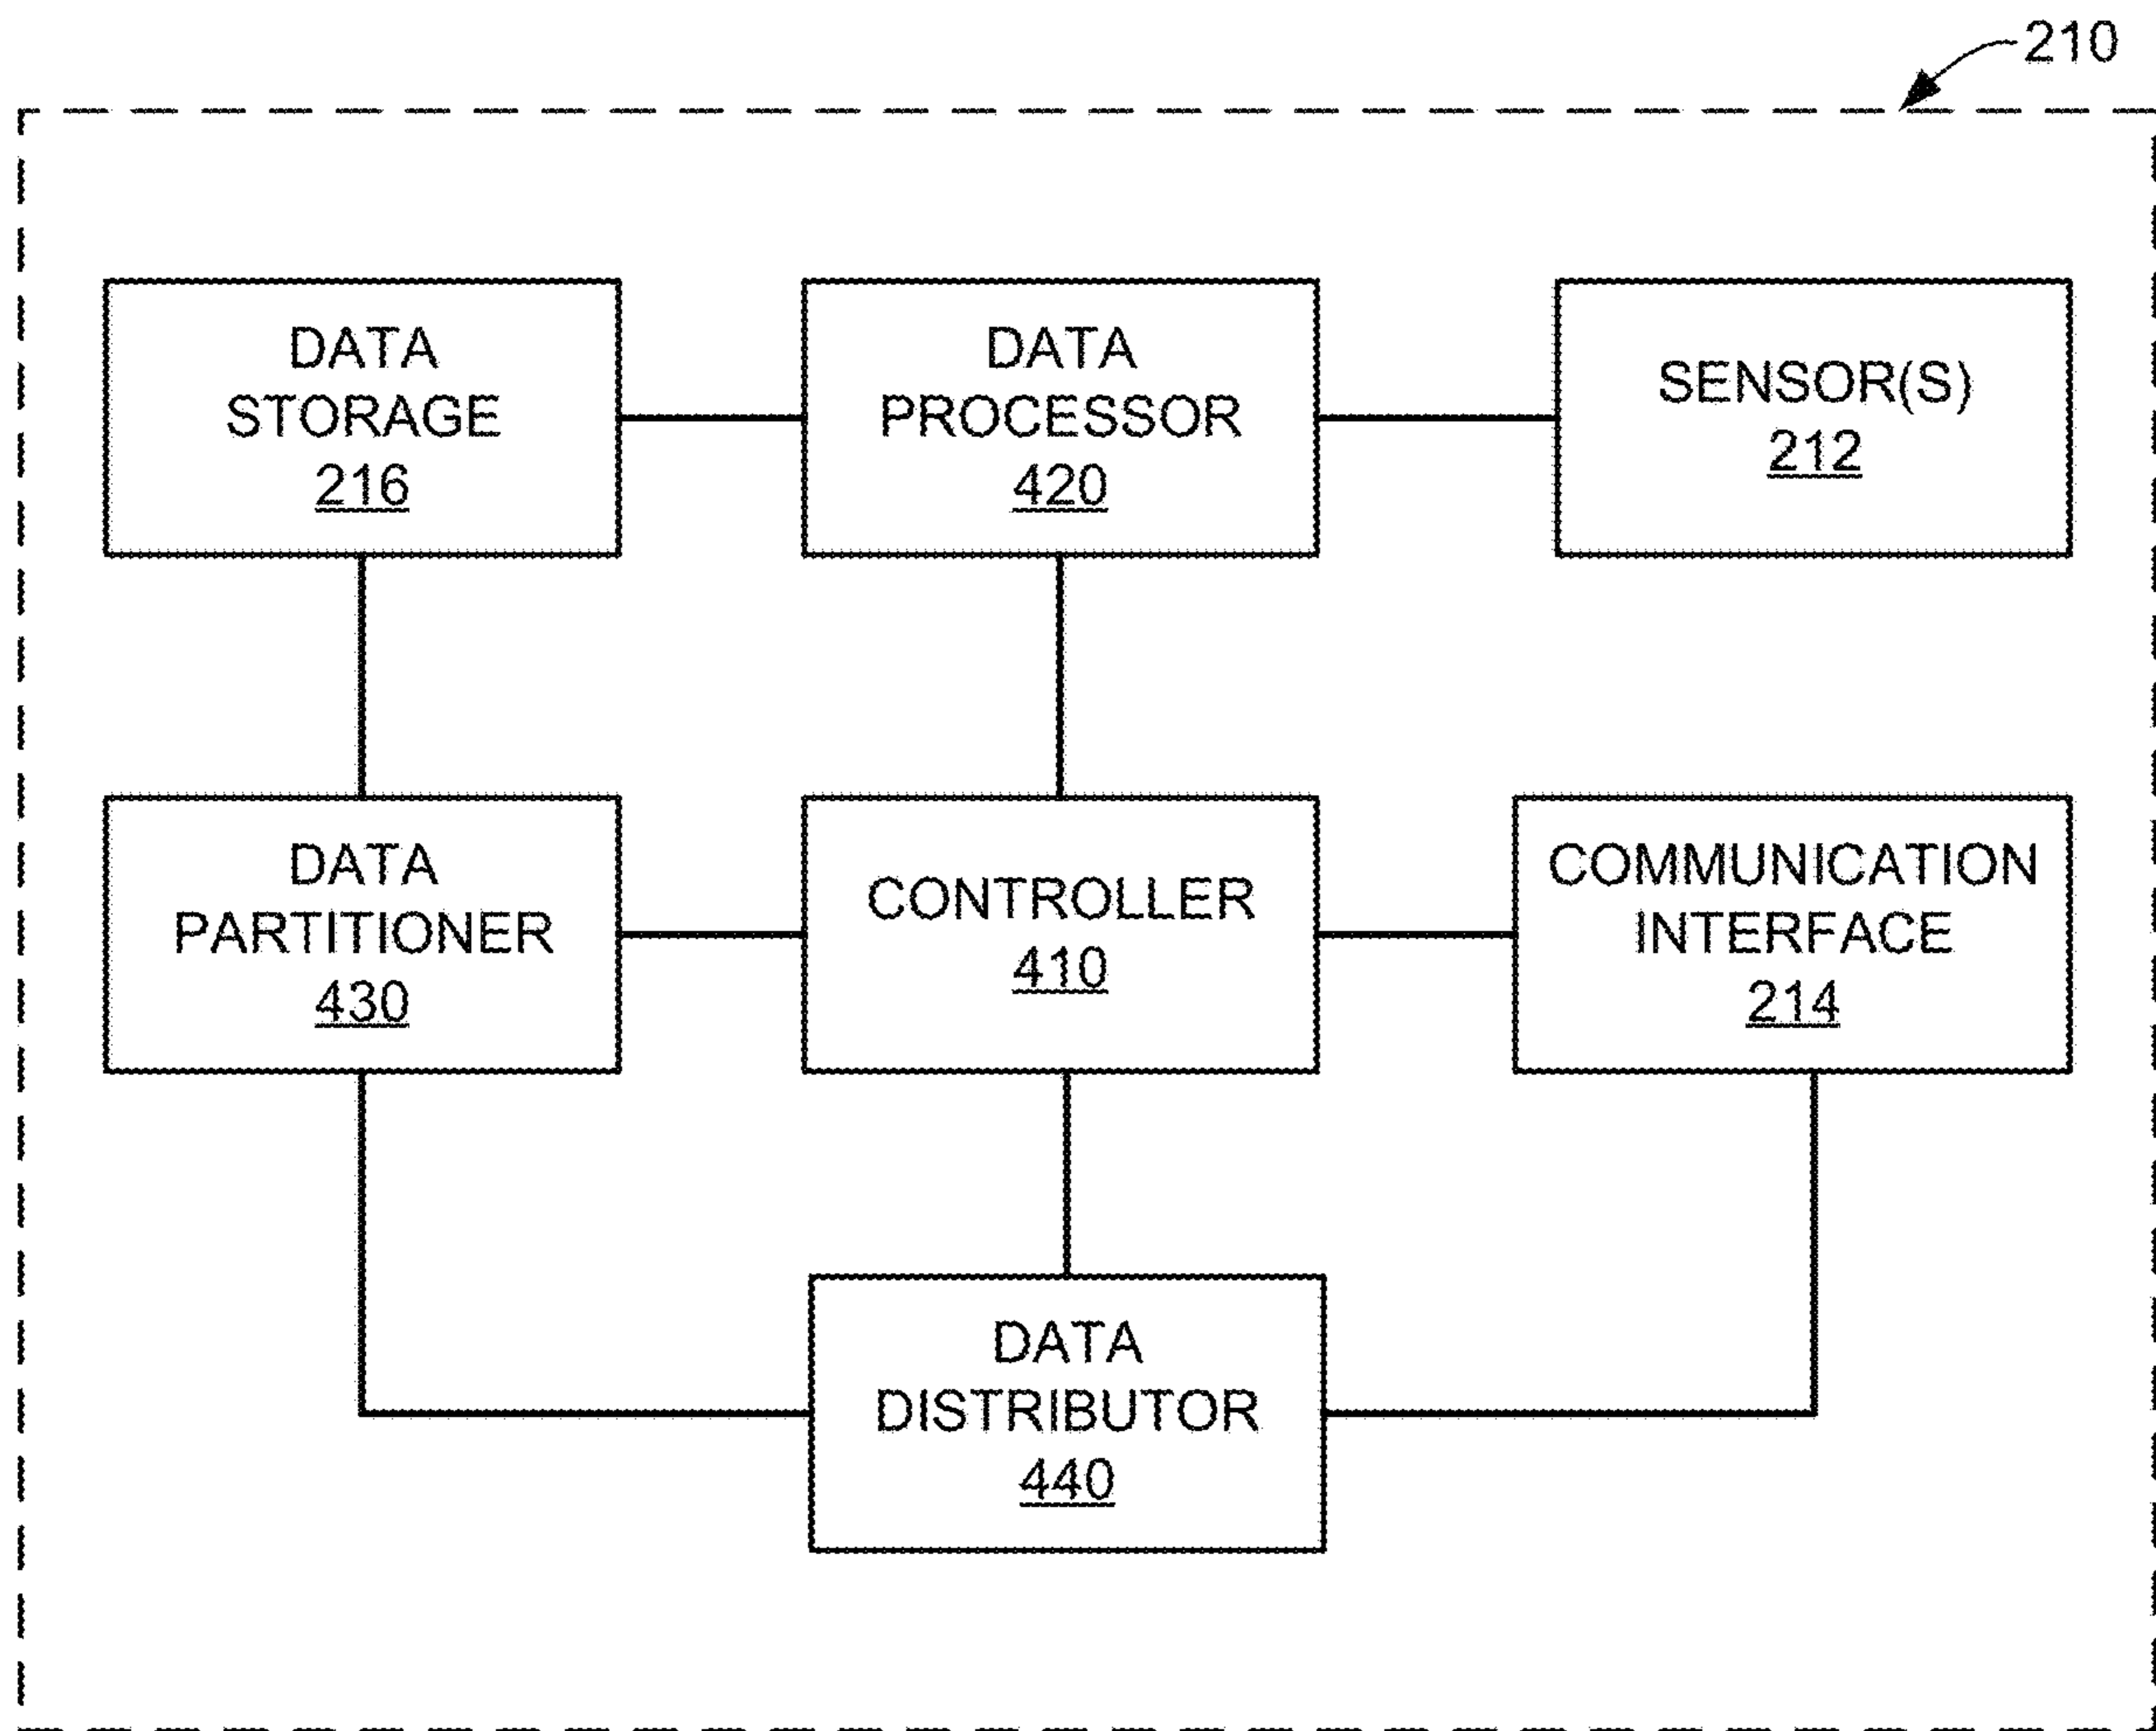 210
DATA
STORAGE
216
DATA
PROCESSOR
420
SENSOR(S)
212
DATA
PARTITIONER
430
CONTROLLER
410
COMMUNICATION
INTERFACE
214
DATA
DISTRIBUTOR
440